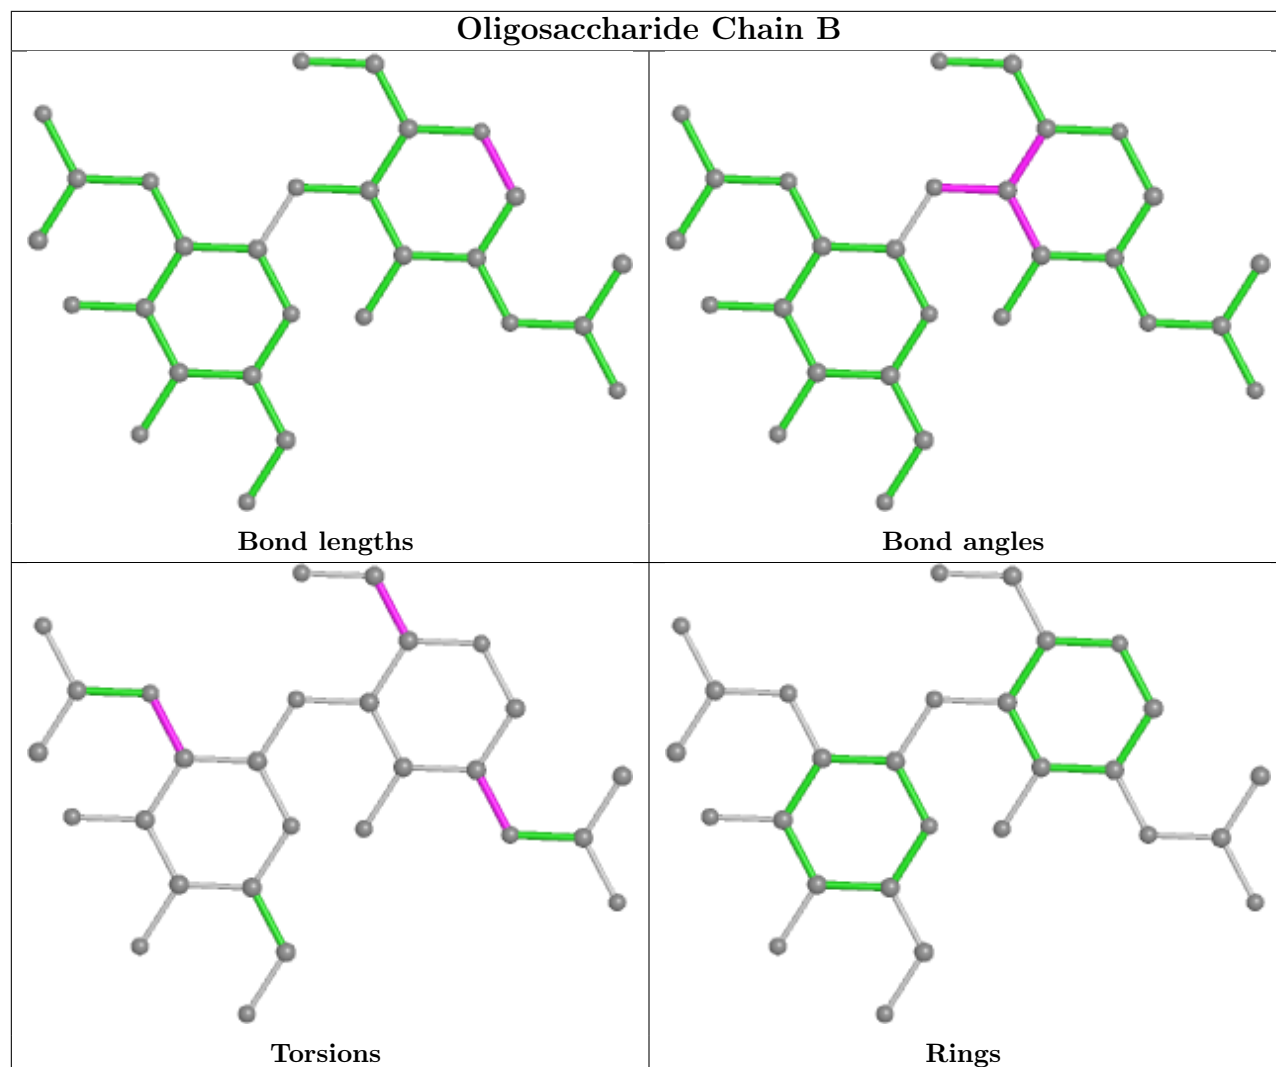 Oligosaccharide Chain B
Bond lengths
Bond angles
Torsions
Rings